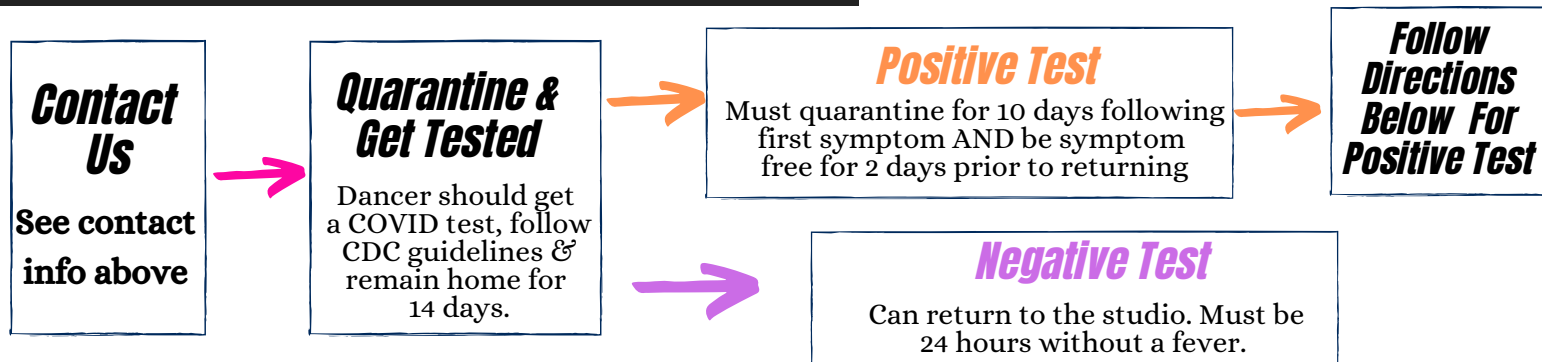 Contact
Us
See contact
info above
Quarantine &
Get Tested
Dancer should get
a COVID test, follow
CDC guidelines &
remain home for
14 days.
Positive Test
Must quarantine for 10 days following
first symptom AND be symptom
free for 2 days prior to returning
Follow
Directions
Below For
Positive Test
Negative Test
Can return to the studio. Must be
24 hours without a fever.